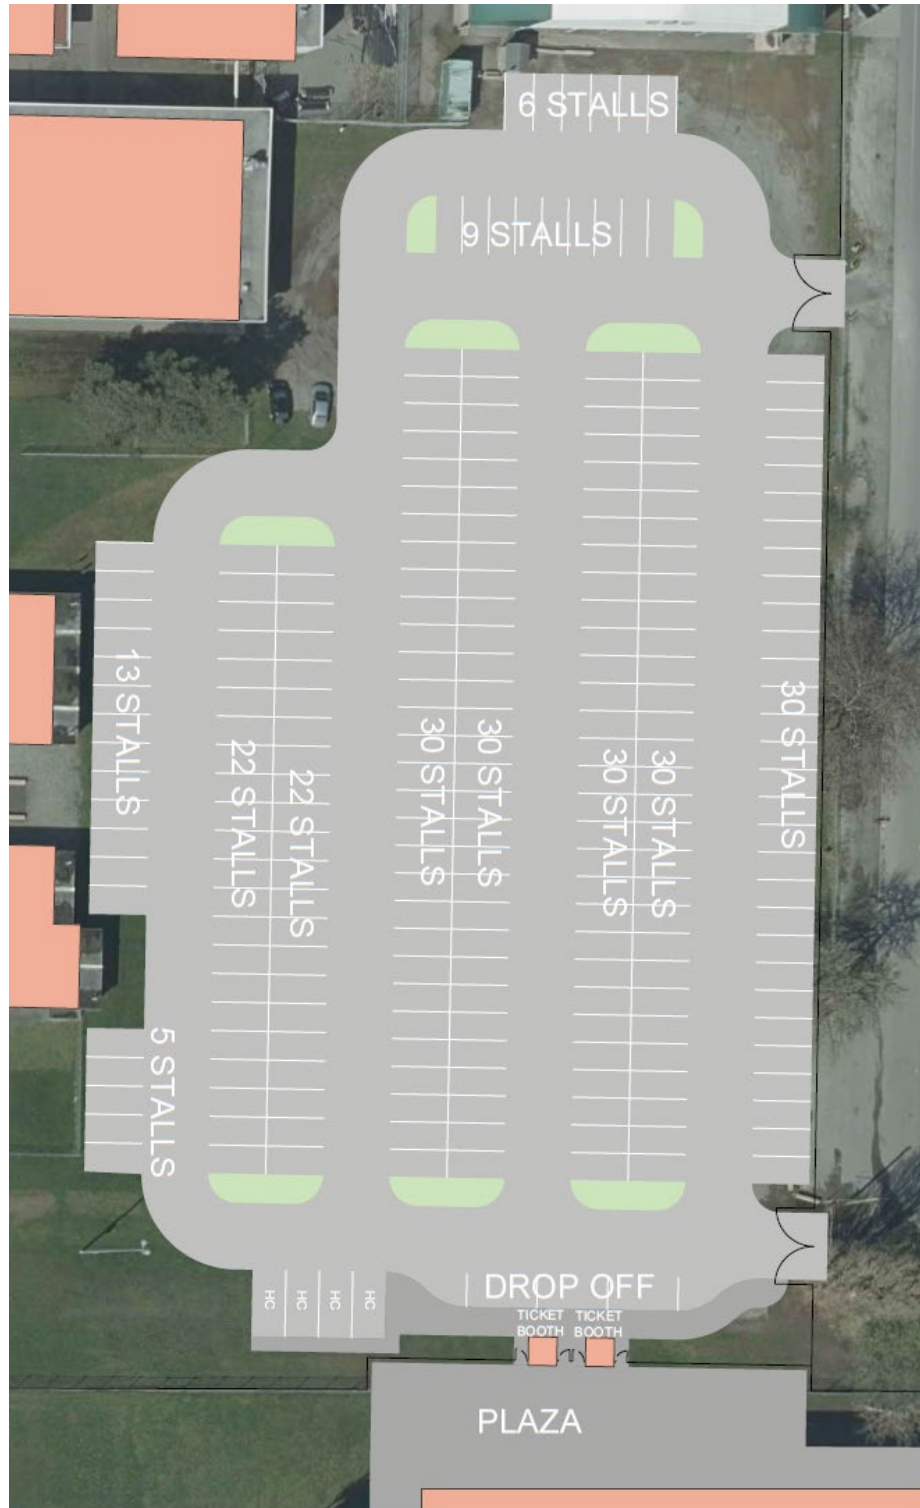 6 STALLS
9 STALLS
13 STALLS
22 STALLS
22 STALLS
30 STALLS
30 STALLS
30 STALLS
30 STALLS
30 STALLS
5 STALLS
HC
HC
HC
HC
DROP OFF
TICKET
BOOTH
TICKET
BOOTH
PLAZA